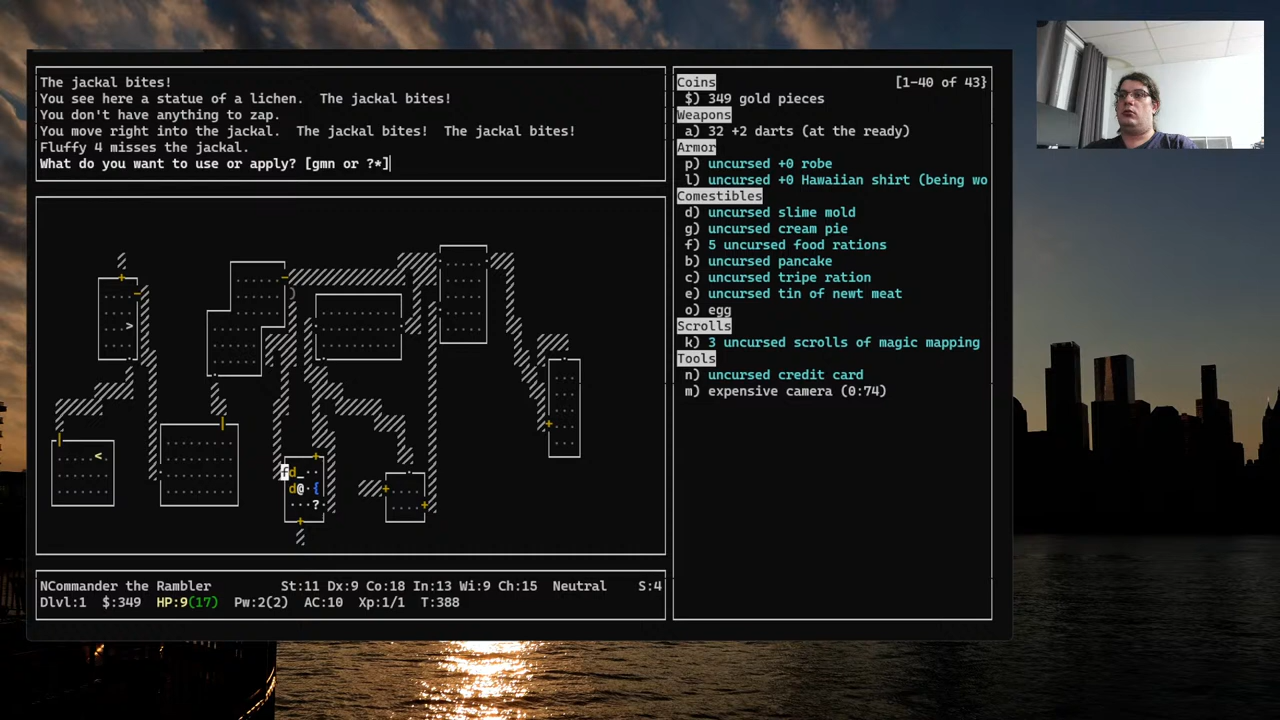 The jackal bites!
You see here a statue of a lichen.  The jackal bites!
You don't have anything to zap.
You move right into the jackal.  The jackal bites!  The jackal bites!
Fluffy 4 misses the jackal.
What do you want to use or apply? [gmn or ?*]
NCommander the Rambler St:11 Dx:9 Co:18 In:13 Wi:9 Ch:15 Neutral S:4
Dlvl:1 $:349 HP:9(17) Pw:2(2) AC:10 Xp:1/1 T:388
Coins [1-40 of 43}
$) 349 gold pieces
Weapons
a) 32 +2 darts (at the ready)
Armor
p) uncursed +0 robe
l) uncursed +0 Hawaiian shirt (being wo
Comestibles
d) uncursed slime mold
g) uncursed cream pie
f) 5 uncursed food rations
b) uncursed pancake
c) uncursed tripe ration
e) uncursed tin of newt meat
o) egg
Scrolls
k) 3 uncursed scrolls of magic mapping
Tools
n) uncursed credit card
m) expensive camera (0:74)